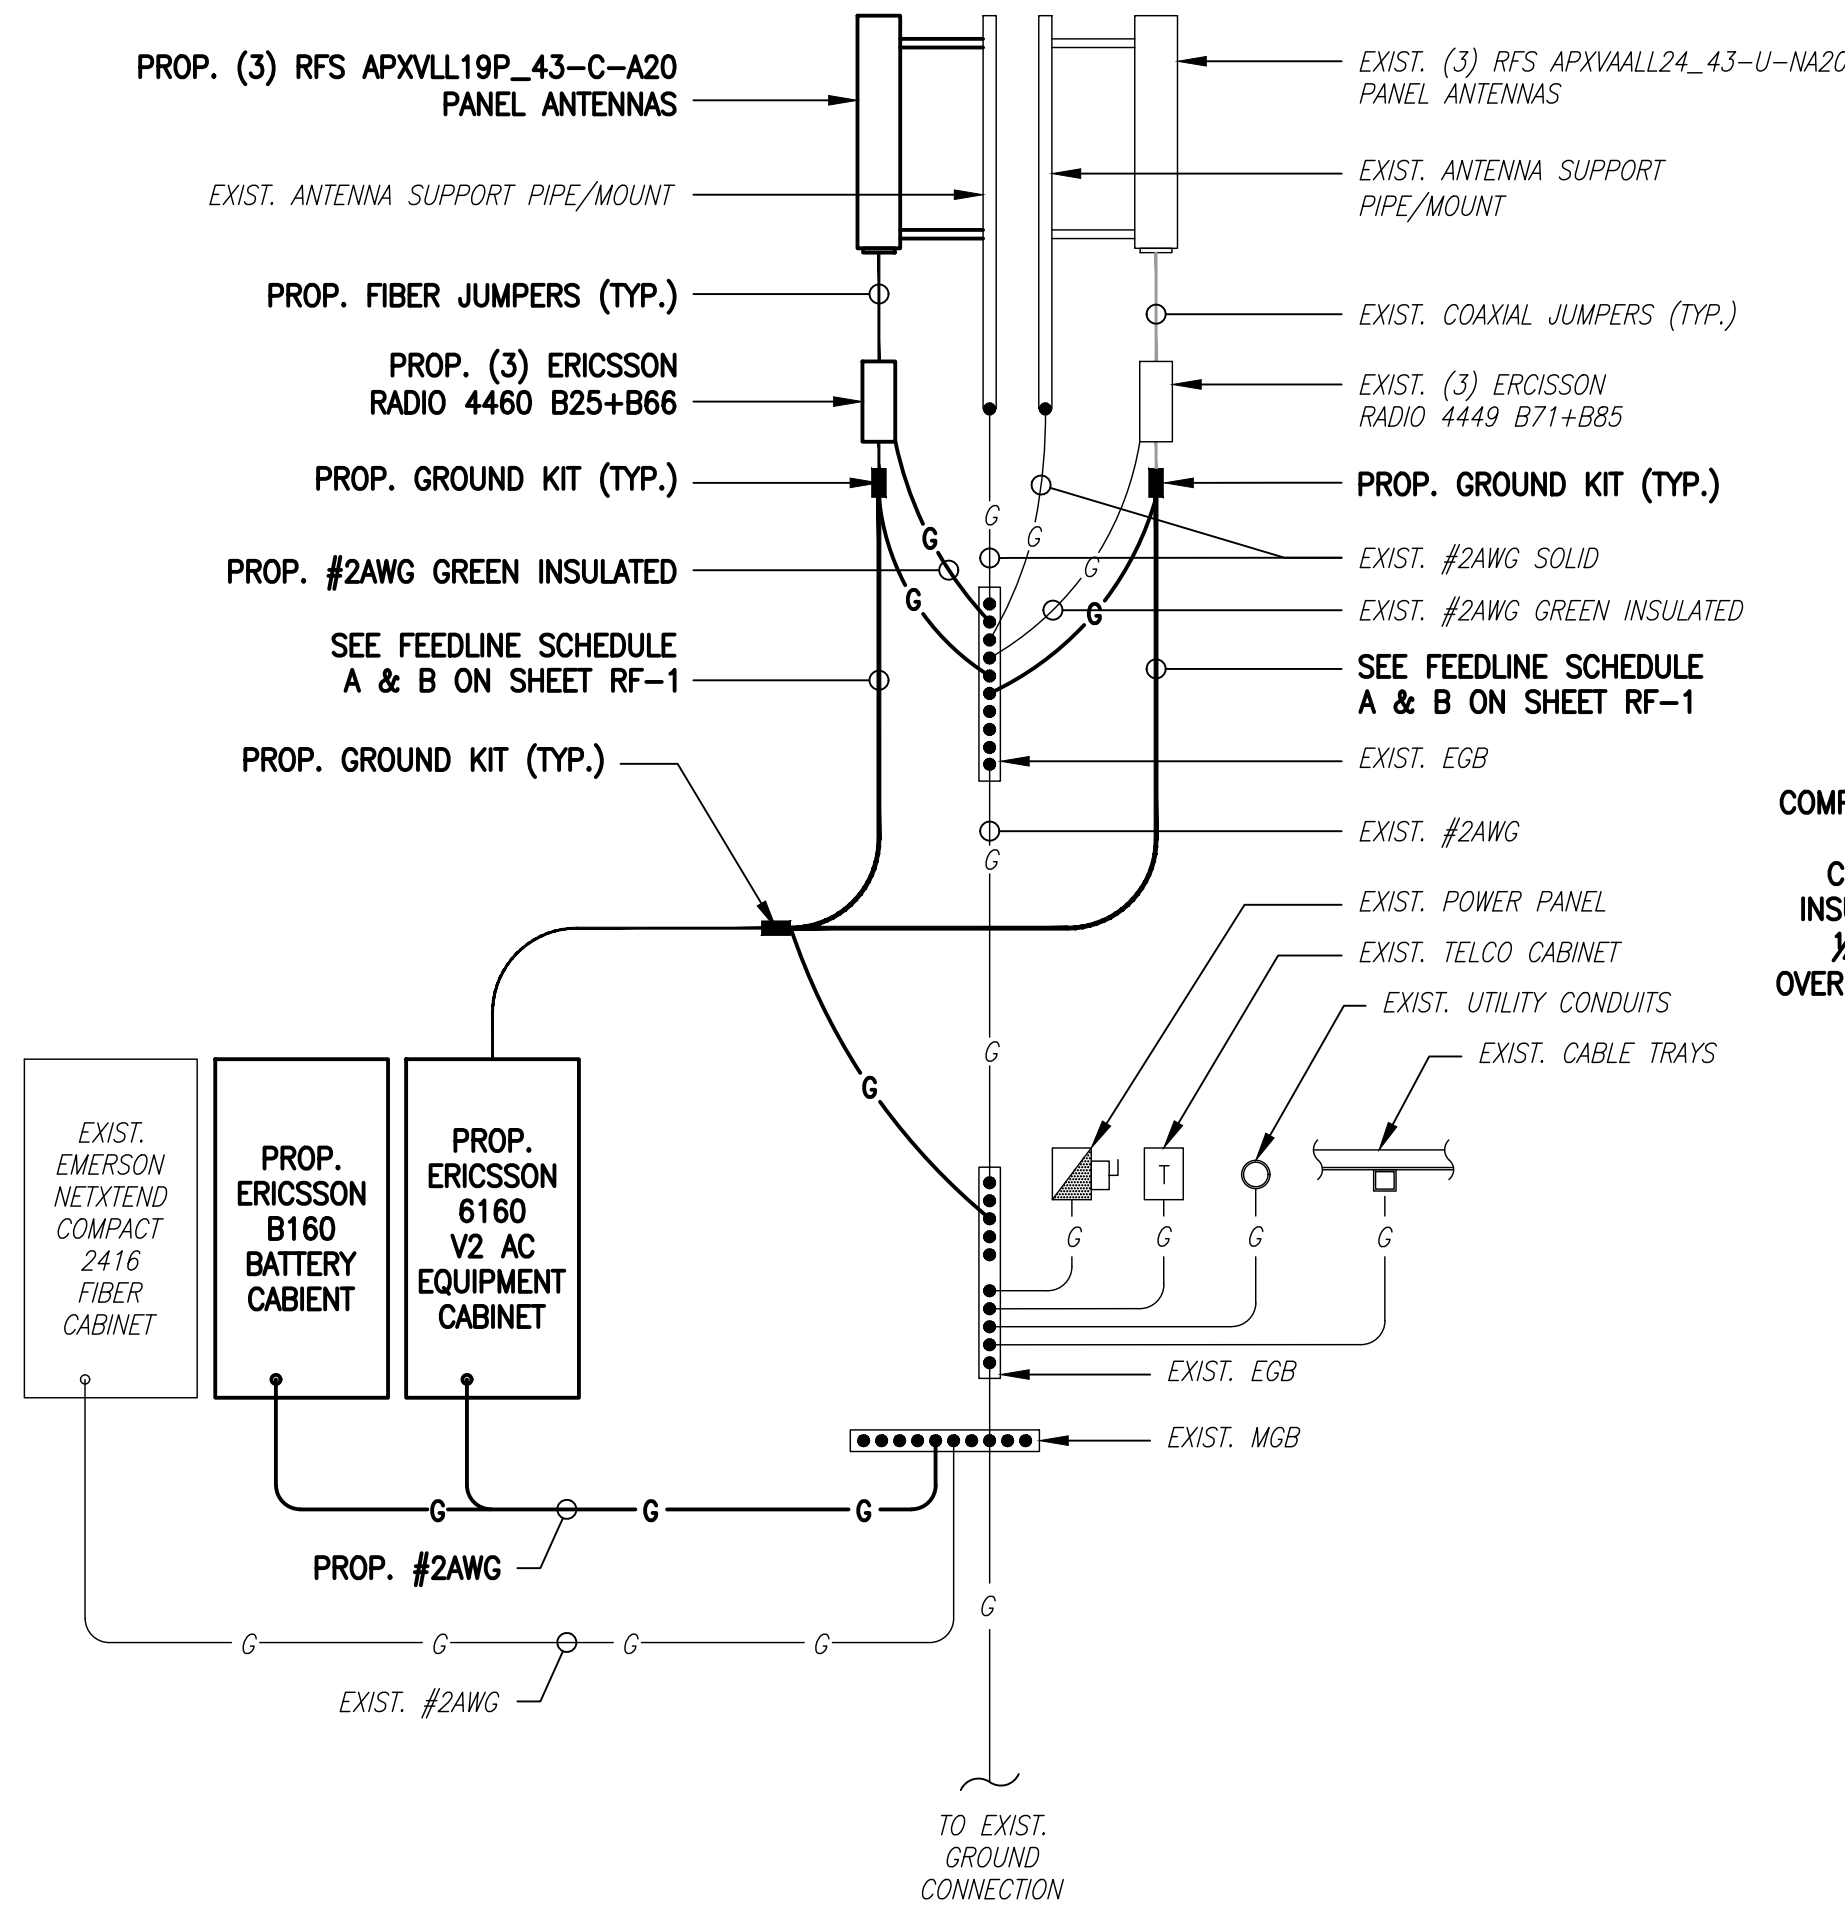 PROP. (3) RFS APXVLL19P_43-C-A20
PANEL ANTENNAS
EXIST. ANTENNA SUPPORT PIPE/MOUNT
PROP. FIBER JUMPERS (TYP.)
PROP. (3) ERICSSON
RADIO 4460 B25+B66
PROP. GROUND KIT (TYP.)
PROP. #2AWG GREEN INSULATED
SEE FEEDLINE SCHEDULE
A & B ON SHEET RF-1
PROP. GROUND KIT (TYP.)
EXIST. (3) RFS APXVAALL24_43-U-NA20
PANEL ANTENNAS
EXIST. ANTENNA SUPPORT
PIPE/MOUNT
EXIST. COAXIAL JUMPERS (TYP.)
EXIST. (3) ERCISSON
RADIO 4449 B71+B85
PROP. GROUND KIT (TYP.)
EXIST. #2AWG SOLID
EXIST. #2AWG GREEN INSULATED
SEE FEEDLINE SCHEDULE
A & B ON SHEET RF-1
EXIST. EGB
EXIST. #2AWG
EXIST. POWER PANEL
EXIST. TELCO CABINET
EXIST. UTILITY CONDUITS
EXIST. CABLE TRAYS
G
G
G
G
G
G
G
G
G
EXIST.
EMERSON
NETXTEND
COMPACT
2416
FIBER
CABINET
PROP.
ERICSSON
B160
BATTERY
CABIENT
PROP.
ERICSSON
6160
V2 AC
EQUIPMENT
CABINET
T
G
G
G
G
EXIST. EGB
EXIST. MGB
G
G
G
PROP. #2AWG
G
G
G
G
G
EXIST. #2AWG
TO EXIST.
GROUND
CONNECTION
OVER